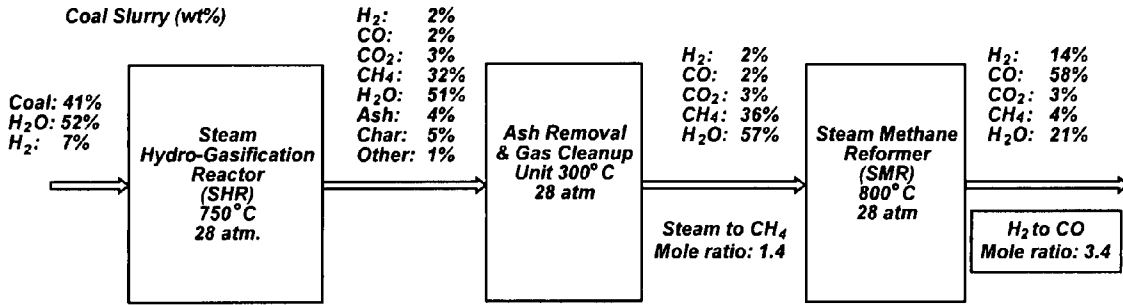 Coal Slurry (wt%)
Coal: 41%
H₂O: 52%
H₂: 7%
Steam
Hydro-Gasification
Reactor
(SHR)
750°C
28 atm.
H₂: 2%
CO: 2%
CO₂: 3%
CH₄: 32%
H₂O: 51%
Ash: 4%
Char: 5%
Other: 1%
Ash Removal
& Gas Cleanup
Unit 300°C
28 atm
H₂: 2%
CO: 2%
CO₂: 3%
CH₄: 36%
H₂O: 57%
Steam to CH₄
Mole ratio: 1.4
Steam Methane
Reformer
(SMR)
800°C
28 atm
H₂: 14%
CO: 58%
CO₂: 3%
CH₄: 4%
H₂O: 21%
H₂ to CO
Mole ratio: 3.4